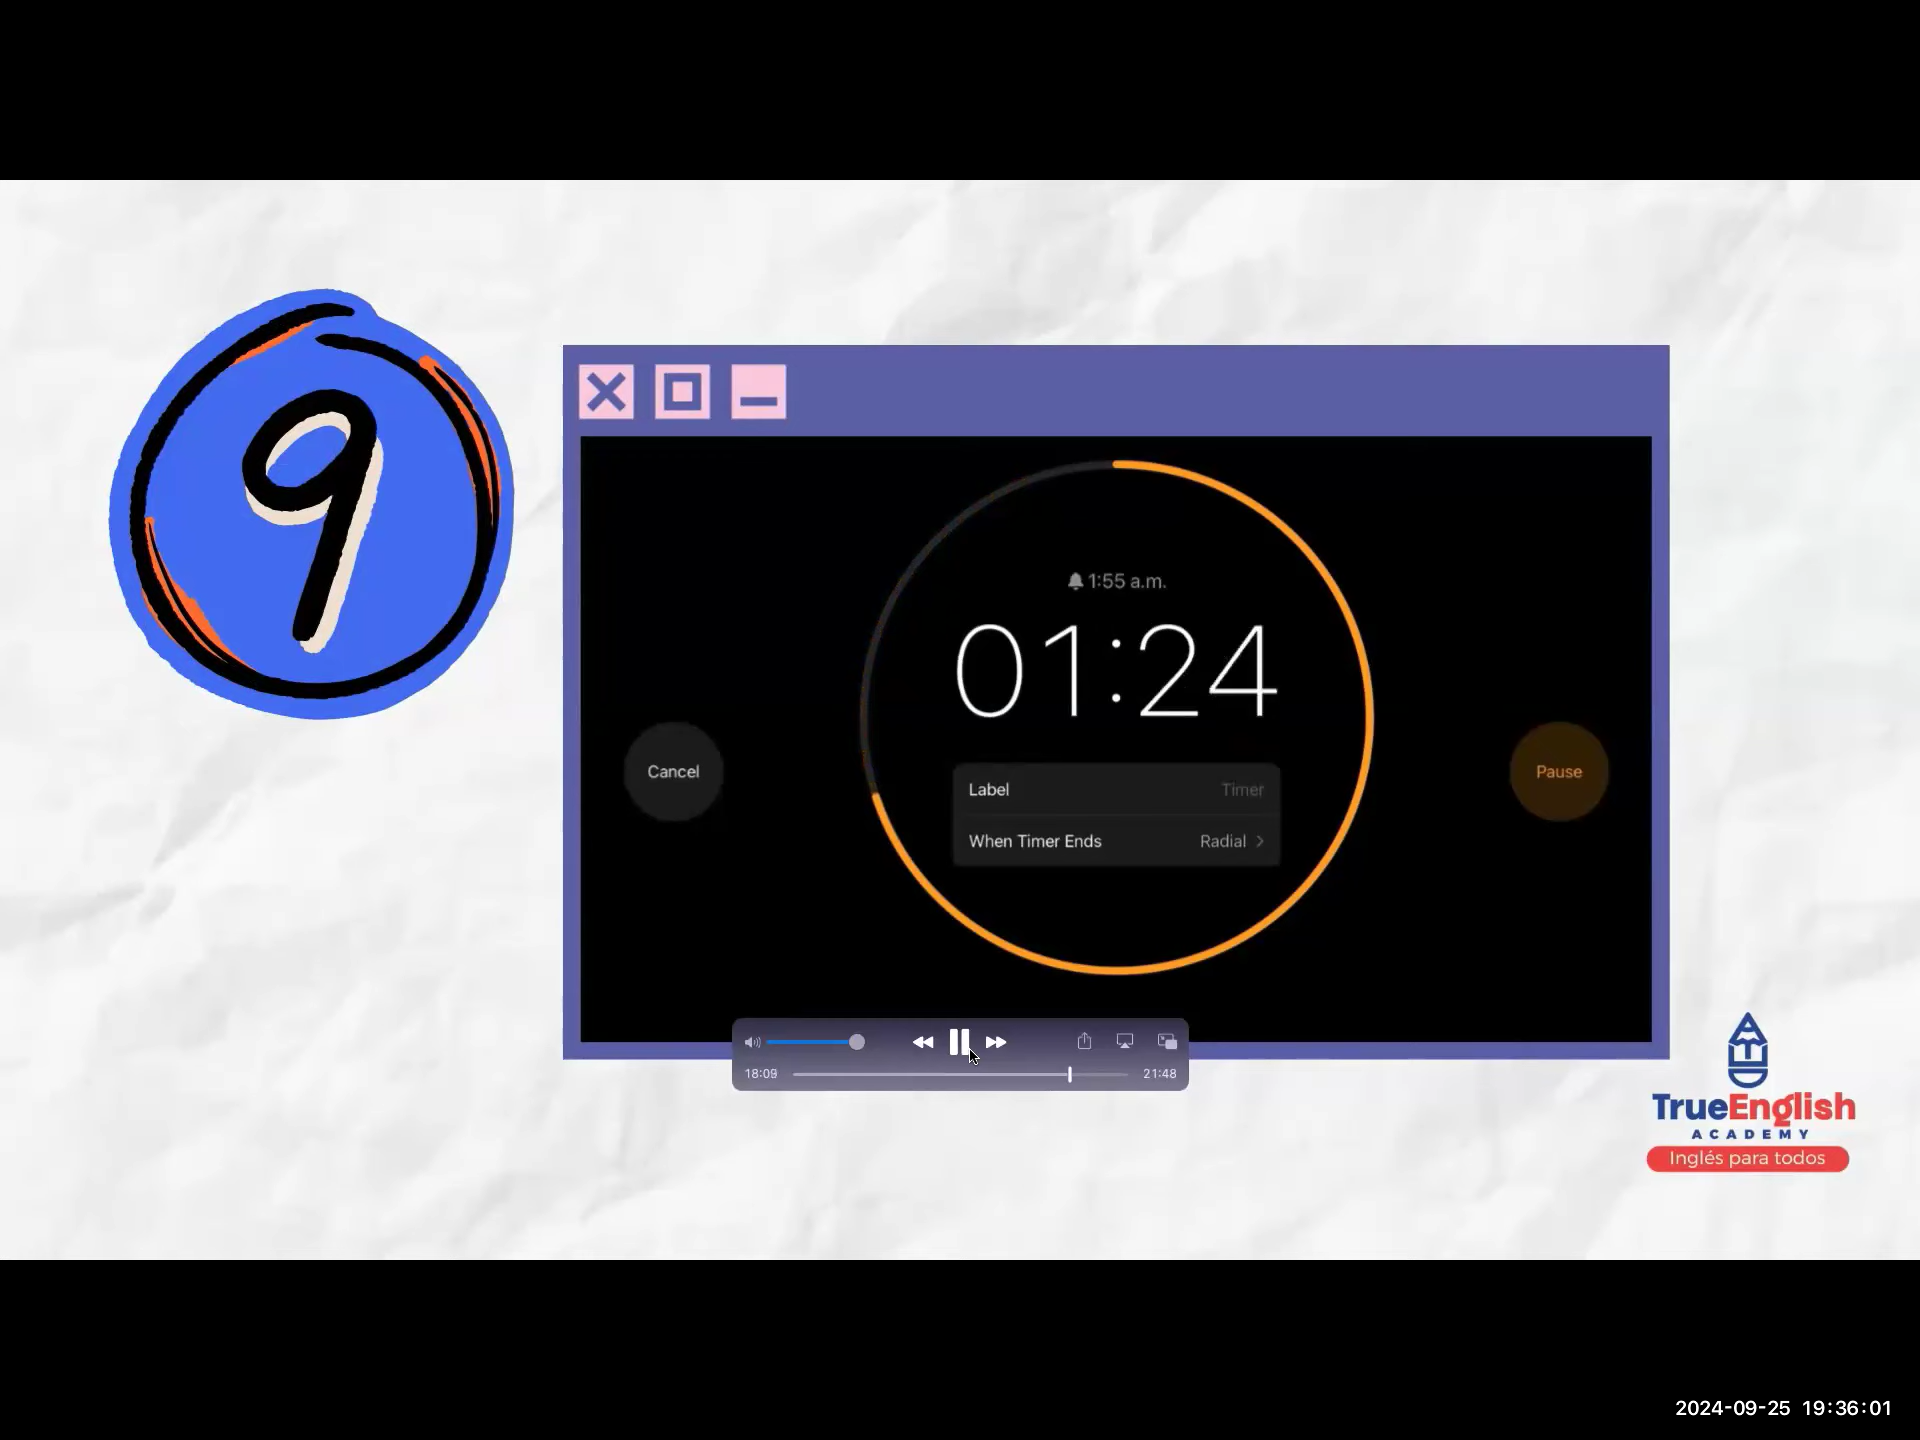 9
1:55 a.m.
01:24
Cancel
Pause
Label Timer
When Timer Ends Radial
18:09 21:48
TrueEnglish
ACADEMY
Inglés para todos
2024-09-25 19:36:01